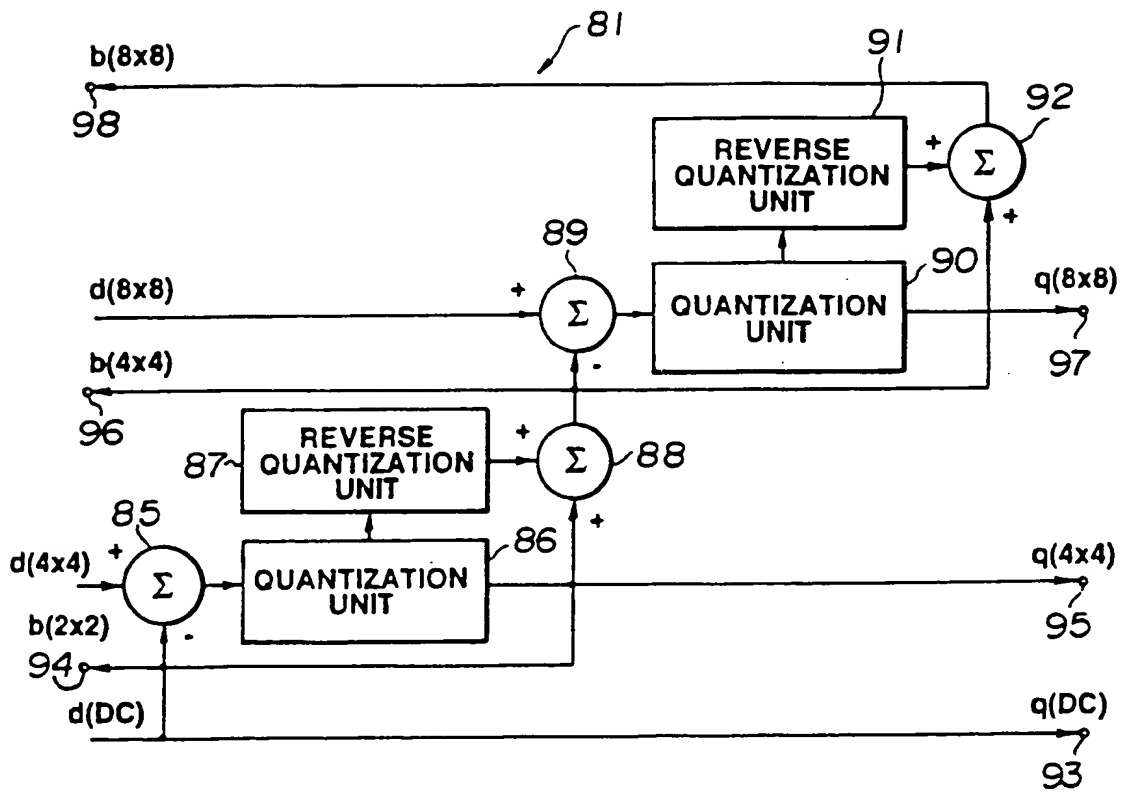 81
b(8x8)
98
91
REVERSE
QUANTIZATION
UNIT
+
Σ
92
+
89
d(8x8)
+
Σ
-
QUANTIZATION
UNIT
90
q(8x8)
97
b(4x4)
96
87
REVERSE
QUANTIZATION
UNIT
+
Σ
88
+
85
d(4x4)
+
Σ
-
QUANTIZATION
UNIT
86
q(4x4)
95
b(2x2)
94
d(DC)
q(DC)
93